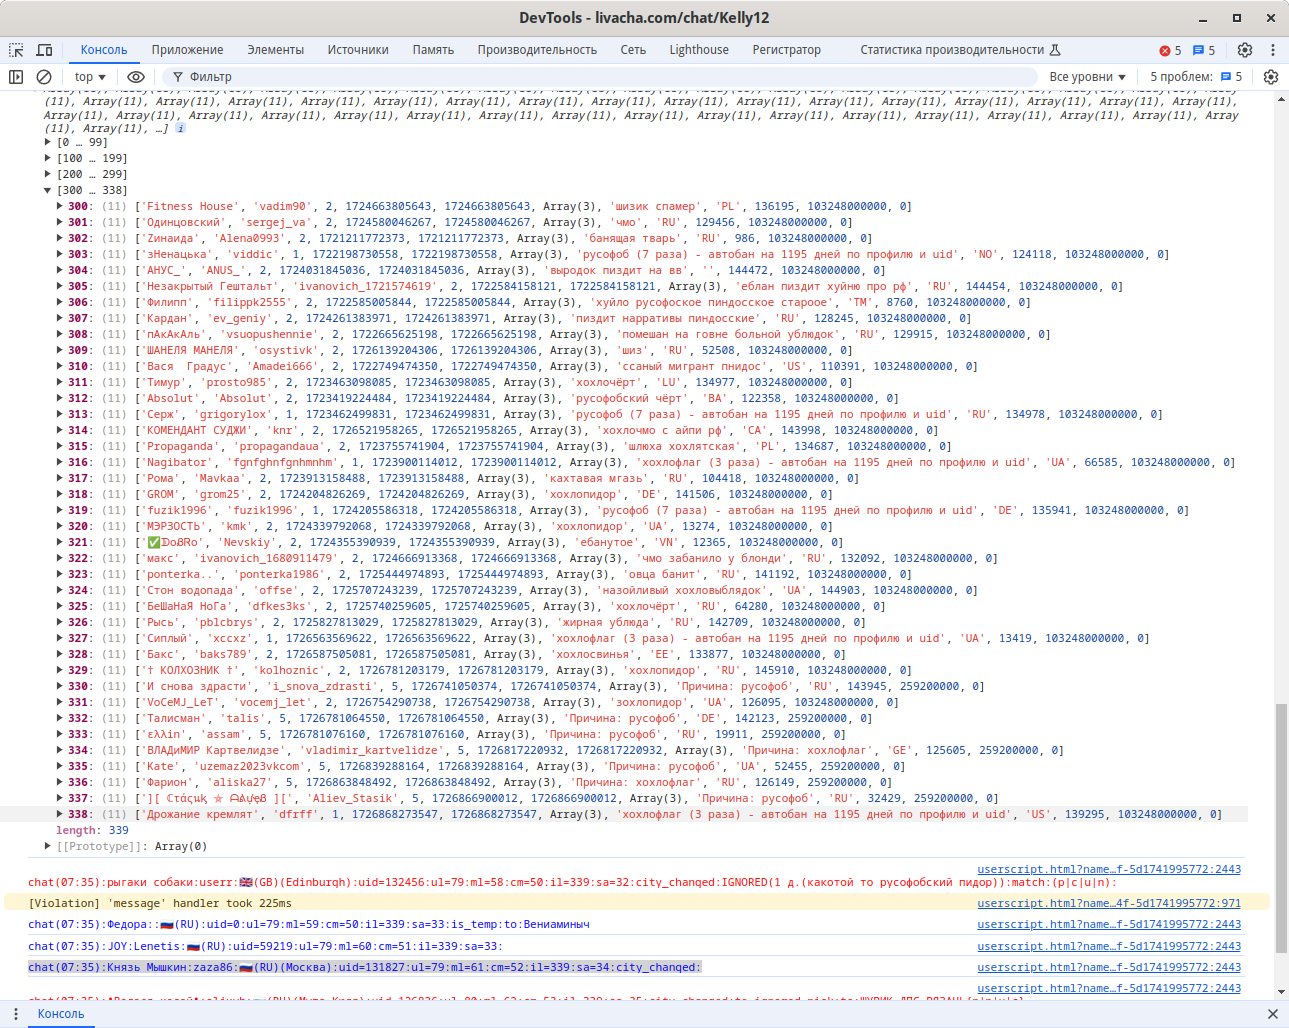 DevTools - livacha.com/chat/Kelly12
Консоль Приложение Элементы Источники Память Производительность Сеть Lighthouse Регистратор Статистика производительности 5 5
top Фильтр Все уровни 5 проблем: 5
(11), Array(11), Array(11), Array(11), Array(11), Array(11), Array(11), Array(11), Array(11), Array(11), Array(11), Array(11), Array(11), Array(11), Array(11), Array(11), Array(11),
Array(11), Array(11), Array(11), Array(11), Array(11), Array(11), Array(11), Array(11), Array(11), Array(11), Array(11), Array(11), Array(11), Array(11), Array(11), Array(11), Array
(11), Array(11), …] i
[0 … 99]
[100 … 199]
[200 … 299]
[300 … 338]
300: (11) ['Fitness House', 'vadim90', 2, 1724663805643, 1724663805643, Array(3), 'шизик спамер', 'PL', 136195, 103248000000, 0]
301: (11) ['Одинцовский', 'sergej_va', 2, 1724580046267, 1724580046267, Array(3), 'чмо', 'RU', 129456, 103248000000, 0]
302: (11) ['Зинаида', 'Alena0993', 2, 1721211772373, 1721211772373, Array(3), 'банящая тварь', 'RU', 986, 103248000000, 0]
303: (11) ['зНенацька', 'viddic', 1, 1722198730558, 1722198730558, Array(3), 'русофоб (7 раза) - автобан на 1195 дней по профилю и uid', 'NO', 124118, 103248000000, 0]
304: (11) ['АНУС_', 'ANUS_', 2, 1724031845036, 1724031845036, Array(3), 'выродок пиздит на вв', '', 144472, 103248000000, 0]
305: (11) ['Незакрытый Гештальт', 'ivanovich_1721574619', 2, 1722584158121, 1722584158121, Array(3), 'еблан пиздит хуйню про рф', 'RU', 144454, 103248000000, 0]
306: (11) ['Филипп', 'filippk2555', 2, 1722585005844, 1722585005844, Array(3), 'хуйло русофоское пиндосское староое', 'TM', 8760, 103248000000, 0]
307: (11) ['Кардан', 'ev_geniy', 2, 1724261383971, 1724261383971, Array(3), 'пиздит нарративы пиндосские', 'RU', 128245, 103248000000, 0]
308: (11) ['пАкАкАль', 'vsuopushennie', 2, 1722665625198, 1722665625198, Array(3), 'помешан на говне больной ублюдок', 'RU', 129915, 103248000000, 0]
309: (11) ['ШАНЕЛЯ МАНЕЛЯ', 'osystivk', 2, 1726139204306, 1726139204306, Array(3), 'шиз', 'RU', 52508, 103248000000, 0]
310: (11) ['Вася  Градус', 'Amadei666', 2, 1722749474350, 1722749474350, Array(3), 'ссаный мигрант пнидос', 'US', 110391, 103248000000, 0]
311: (11) ['Тимур', 'prosto985', 2, 1723463098085, 1723463098085, Array(3), 'хохлочёрт', 'LU', 134977, 103248000000, 0]
312: (11) ['Absolut', 'Absolut', 2, 1723419224484, 1723419224484, Array(3), 'русофобский чёрт', 'BA', 122358, 103248000000, 0]
313: (11) ['Серж', 'grigorylox', 1, 1723462499831, 1723462499831, Array(3), 'русофоб (7 раза) - автобан на 1195 дней по профилю и uid', 'RU', 134978, 103248000000, 0]
314: (11) ['КОМЕНДАНТ СУДЖИ', 'knr', 2, 1726521958265, 1726521958265, Array(3), 'хохлочмо с айпи рф', 'CA', 143998, 103248000000, 0]
315: (11) ['Propaganda', 'propagandaua', 2, 1723755741904, 1723755741904, Array(3), 'шлюха хохлятская', 'PL', 134687, 103248000000, 0]
316: (11) ['Nagibator', 'fgnfghnfgnhmnhm', 1, 1723900114012, 1723900114012, Array(3), 'хохлофлаг (3 раза) - автобан на 1195 дней по профилю и uid', 'UA', 66585, 103248000000, 0]
317: (11) ['Рома', 'Mavkaa', 2, 1723913158488, 1723913158488, Array(3), 'кахтавая мгазь', 'RU', 104418, 103248000000, 0]
318: (11) ['GROM', 'grom25', 2, 1724204826269, 1724204826269, Array(3), 'хохлопидор', 'DE', 141506, 103248000000, 0]
319: (11) ['fuzik1996', 'fuzik1996', 1, 1724205586318, 1724205586318, Array(3), 'русофоб (7 раза) - автобан на 1195 дней по профилю и uid', 'DE', 135941, 103248000000, 0]
320: (11) ['МЭРЗОСТЬ', 'kmk', 2, 1724339792068, 1724339792068, Array(3), 'хохлопидор', 'UA', 13274, 103248000000, 0]
321: (11) ['✅', 'Nevskiy', 2, 1724355390939, 1724355390939, Array(3), 'ебанутое', 'VN', 12365, 103248000000, 0]
322: (11) ['макс', 'ivanovich_1680911479', 2, 1724666913368, 1724666913368, Array(3), 'чмо забанило у блонди', 'RU', 132092, 103248000000, 0]
323: (11) ['ponterka..', 'ponterka1986', 2, 1725444974893, 1725444974893, Array(3), 'овца банит', 'RU', 141192, 103248000000, 0]
324: (11) ['Стон водопада', 'offse', 2, 1725707243239, 1725707243239, Array(3), 'назойливый хохловыблядок', 'UA', 144903, 103248000000, 0]
325: (11) ['БеШаНаЯ НоГа', 'dfkes3ks', 2, 1725740259605, 1725740259605, Array(3), 'хохлочёрт', 'RU', 64280, 103248000000, 0]
326: (11) ['Рысь', 'pblcbrys', 2, 1725827813029, 1725827813029, Array(3), 'жирная ублюда', 'RU', 142709, 103248000000, 0]
327: (11) ['Сиплый', 'xccxz', 1, 1726563569622, 1726563569622, Array(3), 'хохлофлаг (3 раза) - автобан на 1195 дней по профилю и uid', 'UA', 13419, 103248000000, 0]
328: (11) ['Бакс', 'baks789', 2, 1726587505081, 1726587505081, Array(3), 'хохлосвинья', 'EE', 133877, 103248000000, 0]
329: (11) ['† КОЛХОЗНИК †', 'kolhoznic', 2, 1726781203179, 1726781203179, Array(3), 'хохлопидор', 'RU', 145910, 103248000000, 0]
330: (11) ['И снова здрасти', 'i_snova_zdrasti', 5, 1726741050374, 1726741050374, Array(3), 'Причина: русофоб', 'RU', 143945, 259200000, 0]
331: (11) ['VoCeMJ_LeT', 'vocemj_let', 2, 1726754290738, 1726754290738, Array(3), 'хохлопидор', 'UA', 126095, 103248000000, 0]
332: (11) ['Талисман', 'talis', 5, 1726781064550, 1726781064550, Array(3), 'Причина: русофоб', 'DE', 142123, 259200000, 0]
333: (11) ['ελλίn', 'assam', 5, 1726781076160, 1726781076160, Array(3), 'Причина: русофоб', 'RU', 19911, 259200000, 0]
334: (11) ['ВЛАДиМИР Картвелидзе', 'vladimir_kartvelidze', 5, 1726817220932, 1726817220932, Array(3), 'Причина: хохлофлаг', 'GE', 125605, 259200000, 0]
335: (11) ['Kate', 'uzemaz2023vkcom', 5, 1726839288164, 1726839288164, Array(3), 'Причина: русофоб', 'UA', 52455, 259200000, 0]
336: (11) ['Фарион', 'aliska27', 5, 1726863848492, 1726863848492, Array(3), 'Причина: хохлофлаг', 'RU', 126149, 259200000, 0]
337: (11) ['][ ][', 'Aliev_Stasik', 5, 1726866900012, 1726866900012, Array(3), 'Причина: русофоб', 'RU', 32429, 259200000, 0]
338: (11) ['Дрожание кремлят', 'dfrff', 1, 1726868273547, 1726868273547, Array(3), 'хохлофлаг (3 раза) - автобан на 1195 дней по профилю и uid', 'US', 139295, 103248000000, 0]
length: 339
[[Prototype]]: Array(0)
userscript.html?name…f-5d1741995772:2443
chat(07:35):рыгаки собаки:userr:🇬🇧(GB)(Edinburgh):uid=132456:ul=79:ml=58:cm=50:il=339:sa=32:city_changed:IGNORED(1 д.(какотой то русофобский пидор)):match:(p|c|u|n):
[Violation] 'message' handler took 225ms userscript.html?name…4f-5d1741995772:971
chat(07:35):Федора::🇷🇺(RU):uid=0:ul=79:ml=59:cm=50:il=339:sa=33:is_temp:to:Вениаминыч userscript.html?name…f-5d1741995772:2443
chat(07:35):JOY:Lenetis:🇷🇺(RU):uid=59219:ul=79:ml=60:cm=51:il=339:sa=33: userscript.html?name…f-5d1741995772:2443
chat(07:35):Князь Мышкин:zaza86:🇷🇺(RU)(Москва):uid=131827:ul=79:ml=61:cm=52:il=339:sa=34:city_changed: userscript.html?name…f-5d1741995772:2443
userscript.html?name…f-5d1741995772:2443
Консоль